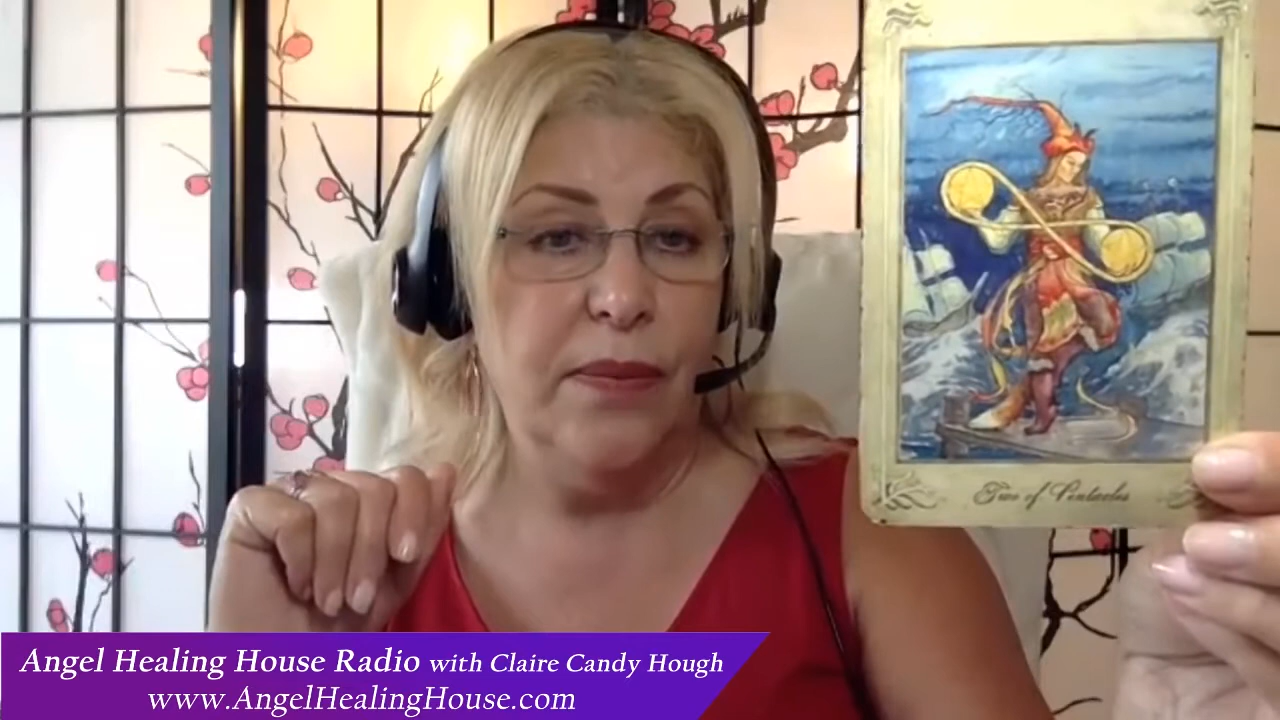 Two of Pentacles
Angel Healing House Radio with Claire Candy Hough
www.AngelHealingHouse.com